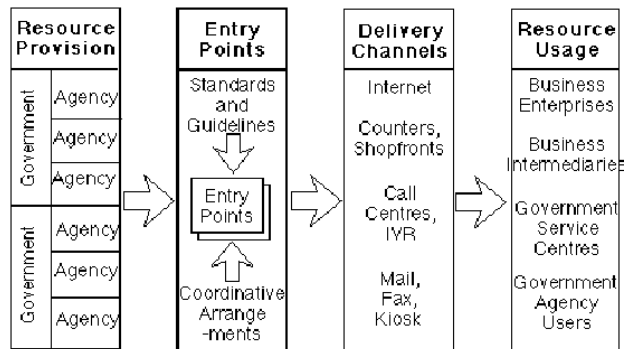 Resource
Provision
Government
Agency
Agency
Agency
Government
Agency
Agency
Agency
Entry
Points
Standards
and
Guidelines
Entry
Points
Coordinative
Arrange
-ments
Delivery
Channels
Internet
Counters,
Shopfronts
Call
Centres,
IVR
Mail,
Fax,
Kiosk
Resource
Usage
Business
Enterprises
Business
Intermediaries
Government
Service
Centres
Government
Agency
Users